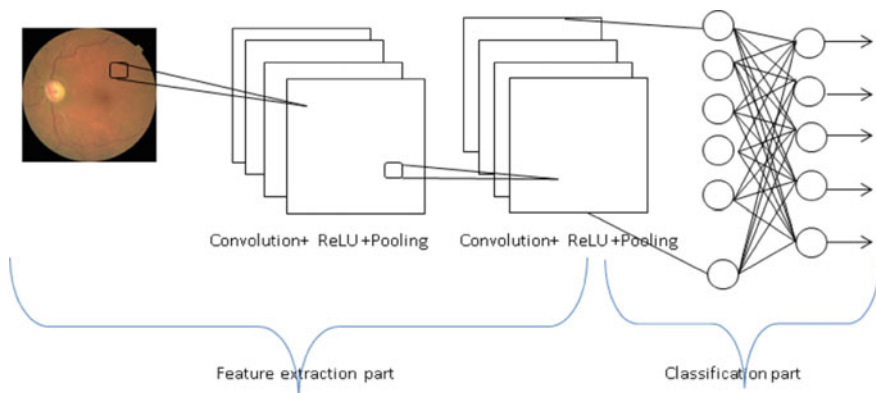 Convolution+ ReLU +Pooling
Convolution+ ReLU +Pooling
Feature extraction part
Classification part